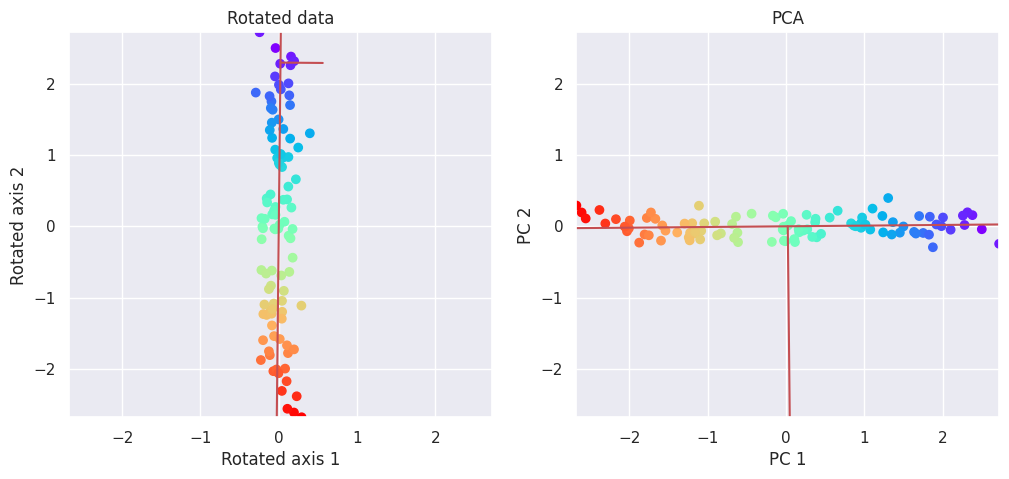 Rotated data
2
1
0
−1
−2
Rotated axis 2
−2 −1 0 1 2
Rotated axis 1
PCA
2
1
0
−1
−2
PC 2
−2 −1 0 1 2
PC 1